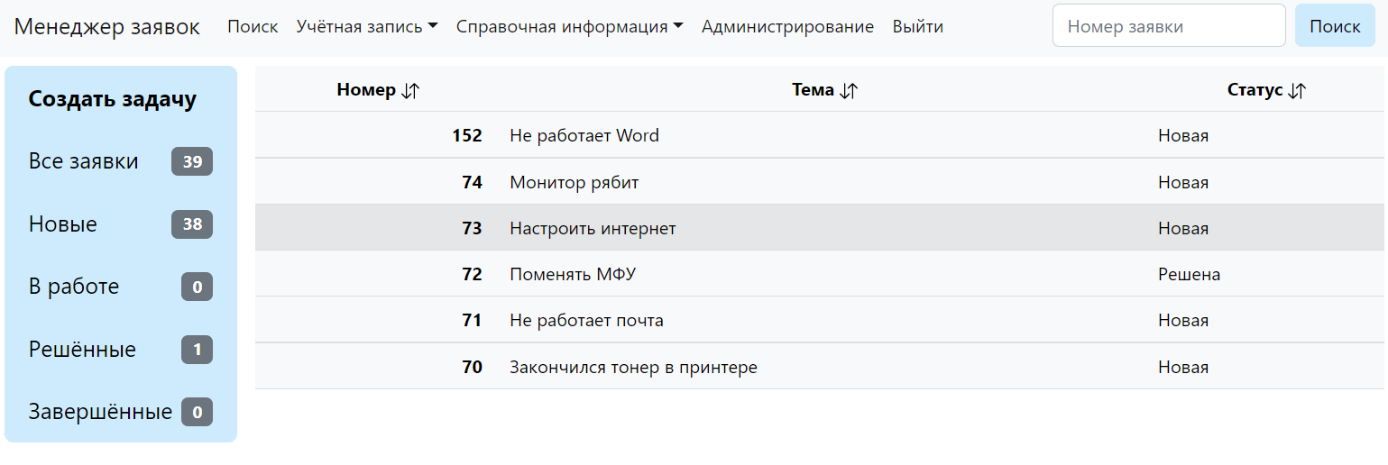 Менеджер заявок Поиск Учётная запись Справочная информация Администрирование Выйти Номер заявки Поиск
Создать задачу
Все заявки 39
Новые 38
В работе 0
Решённые 1
Завершённые 0
Номер Тема Статус
152 Не работает Word Новая
74 Монитор рябит Новая
73 Настроить интернет Новая
72 Поменять МФУ Решена
71 Не работает почта Новая
70 Закончился тонер в принтере Новая